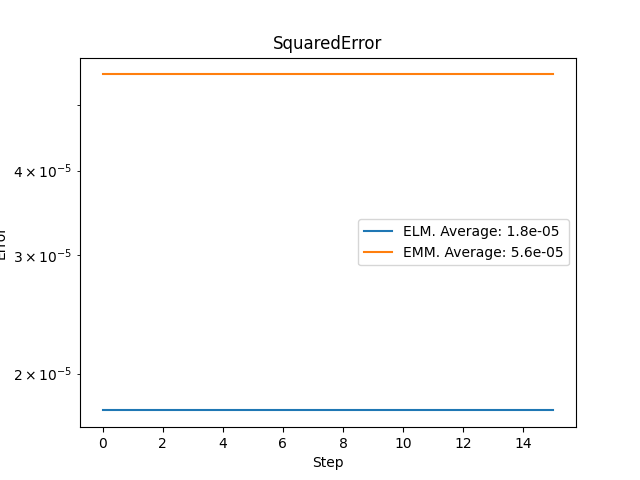 SquaredError
4 × 10⁻⁵
3 × 10⁻⁵
2 × 10⁻⁵
Error
ELM. Average: 1.8e-05
EMM. Average: 5.6e-05
0 2 4 6 8 10 12 14
Step